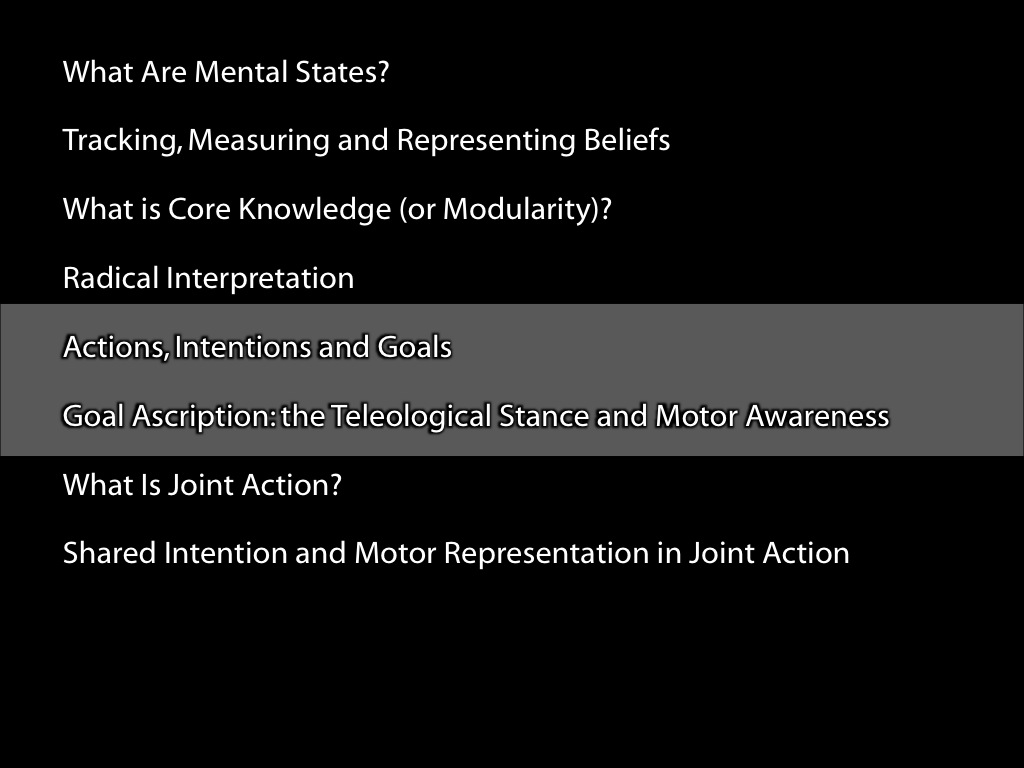 What Are Mental States?
Tracking, Measuring and Representing Beliefs
What is Core Knowledge (or Modularity)?
Radical Interpretation
Actions, Intentions and Goals
Goal Ascription: the Teleological Stance and Motor Awareness
What Is Joint Action?
Shared Intention and Motor Representation in Joint Action